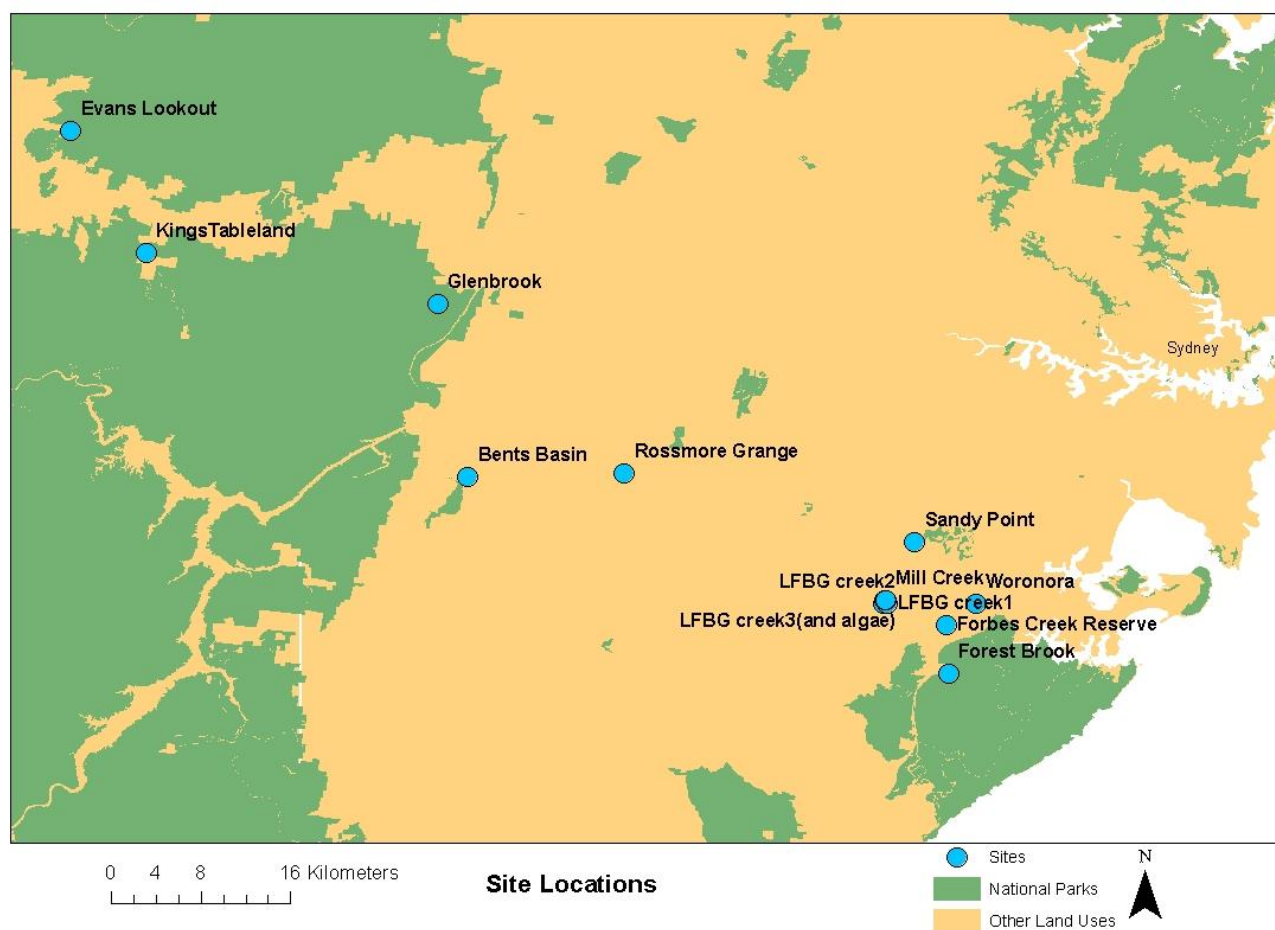 Evans Lookout
KingsTableland
Glenbrook
Sydney
Bents Basin
Rossmore Grange
Sandy Point
LFBG creek2
Mill Creek
Woronora
LFBG creek1
LFBG creek3(and algae)
Forbes Creek Reserve
Forest Brook
0 4 8 16 Kilometers
Site Locations
Sites
National Parks
Other Land Uses
N